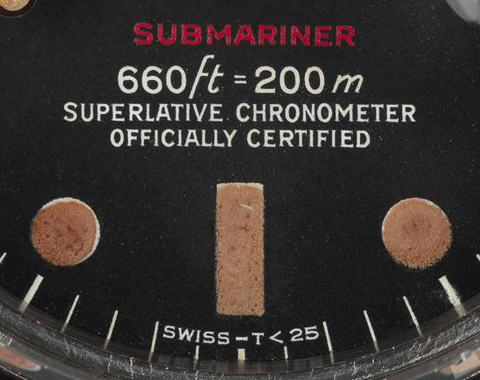 SUBMARINER
660ft = 200m
SUPERLATIVE CHRONOMETER
OFFICIALLY CERTIFIED
SWISS - T < 25